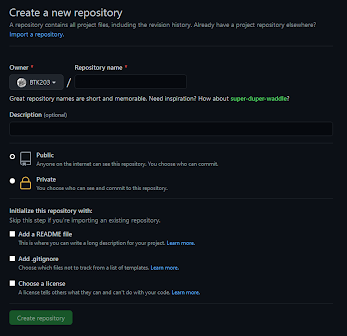 Create a new repository
A repository contains all project files, including the revision history. Already have a project repository elsewhere?
Import a repository.
Owner * Repository name *
BTK203 /
Great repository names are short and memorable. Need inspiration? How about super-duper-waddle?
Description (optional)
Public
Anyone on the internet can see this repository. You choose who can commit.
Private
You choose who can see and commit to this repository.
Initialize this repository with:
Skip this step if you're importing an existing repository.
Add a README file
This is where you can write a long description for your project. Learn more.
Add .gitignore
Choose which files not to track from a list of templates. Learn more.
Choose a license
A license tells others what they can and can't do with your code. Learn more.
Create repository